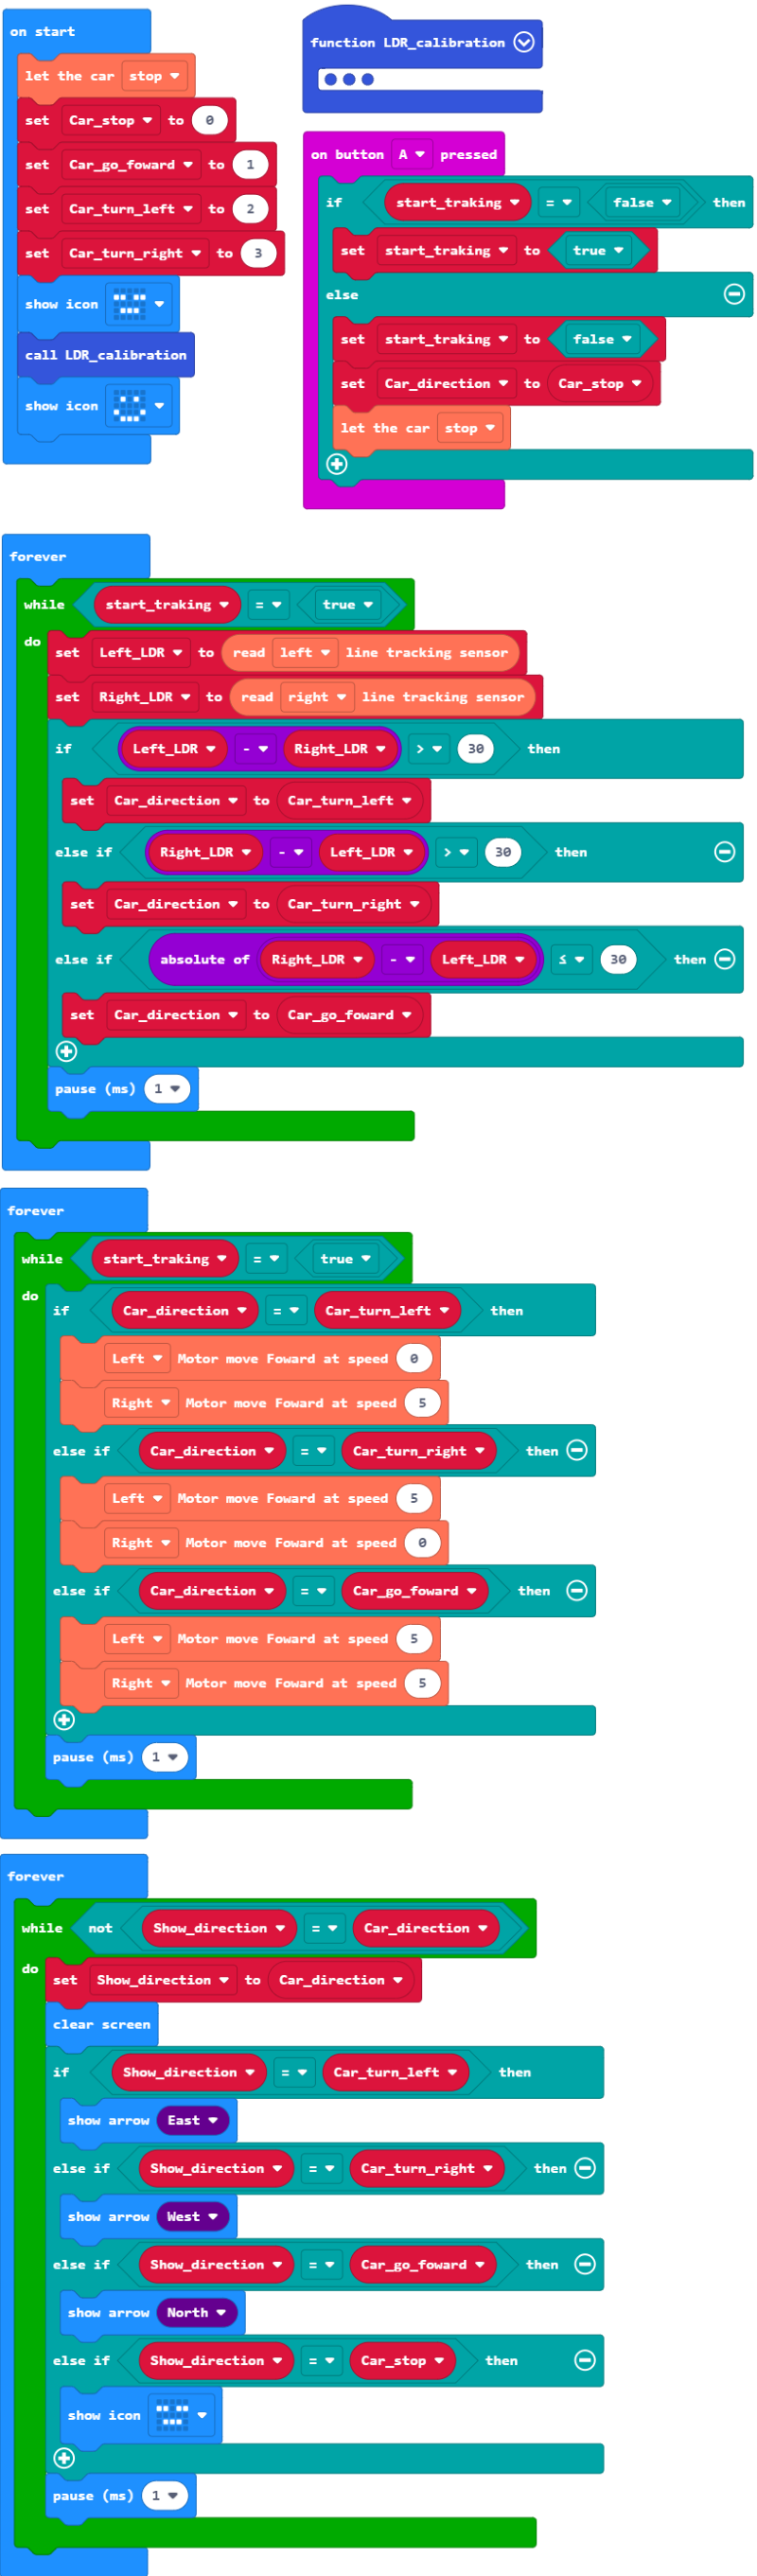 on start
let the car stop
set Car_stop to 0
set Car_go_foward to 1
set Car_turn_left to 2
set Car_turn_right to 3
show icon
call LDR_calibration
show icon
function LDR_calibration
on button A pressed
if start_traking = false then
set start_traking to true
else
set start_traking to false
set Car_direction to Car_stop
let the car stop
forever
while start_traking = true
do
set Left_LDR to read left line tracking sensor
set Right_LDR to read right line tracking sensor
if Left_LDR - Right_LDR > 30 then
set Car_direction to Car_turn_left
else if Right_LDR - Left_LDR > 30 then
set Car_direction to Car_turn_right
else if absolute of Right_LDR - Left_LDR ≤ 30 then
set Car_direction to Car_go_foward
pause (ms) 1
forever
while start_traking = true
do
if Car_direction = Car_turn_left then
Left Motor move Foward at speed 0
Right Motor move Foward at speed 5
else if Car_direction = Car_turn_right then
Left Motor move Foward at speed 5
Right Motor move Foward at speed 0
else if Car_direction = Car_go_foward then
Left Motor move Foward at speed 5
Right Motor move Foward at speed 5
pause (ms) 1
forever
while not Show_direction = Car_direction
do
set Show_direction to Car_direction
clear screen
if Show_direction = Car_turn_left then
show arrow East
else if Show_direction = Car_turn_right then
show arrow West
else if Show_direction = Car_go_foward then
show arrow North
else if Show_direction = Car_stop then
show icon
pause (ms) 1